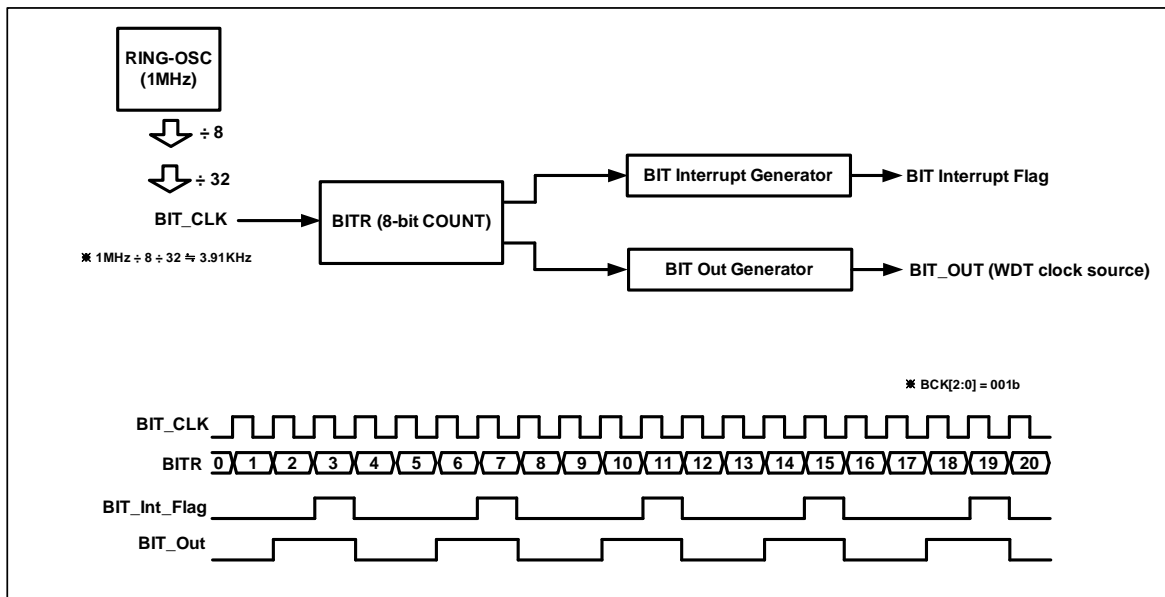 RING-OSC
(1MHz)
÷ 8
÷ 32
BIT_CLK
※ 1MHz ÷ 8 ÷ 32 ≒ 3.91KHz
BITR (8-bit COUNT)
BIT Interrupt Generator
BIT Interrupt Flag
BIT Out Generator
BIT_OUT (WDT clock source)
※ BCK[2:0] = 001b
BIT_CLK
BITR 0 1 2 3 4 5 6 7 8 9 10 11 12 13 14 15 16 17 18 19 20
BIT_Int_Flag
BIT_Out